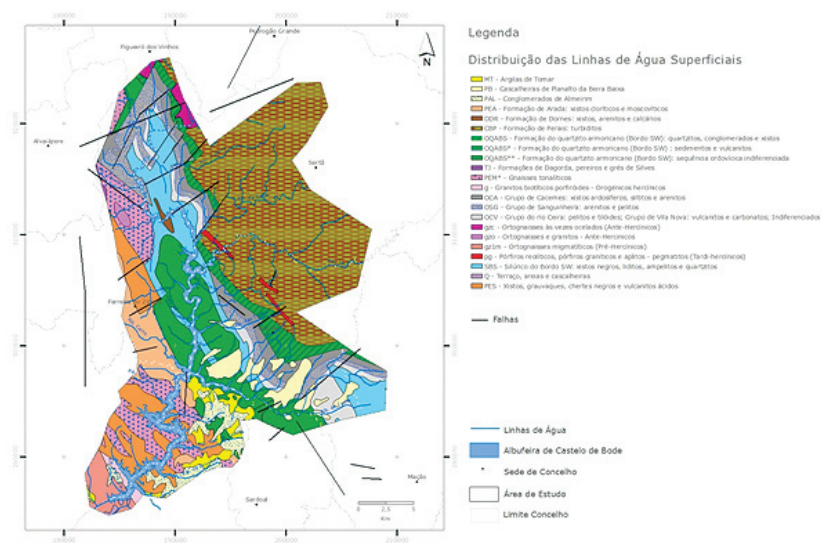 Legenda
Distribuição das Linhas de Água Superficiais
MT - Argilas de Tomar
PB - Cascalheiras de Planalto da Beira Baixa
PAL - Conglomerados de Almeirim
PEA - Formação de Arada: xistos cloríticos e moscovíticos
DDR - Formação de Dornes: xistos, arenitos e calcários
CBP - Formação de Perais: turbiditos
OQABS - Formação do quartzito armoricano (Bordo SW): quartzitos, conglomerados e xistos
OQABS* - Formação do quartzito armoricano (Bordo SW) : sedimentos e vulcanitos
OQABS** - Formação do quartzito armoricano (Bordo SW): sequência ordovícica indiferenciada
TJ - Formações de Dagorda, pereiros e grés de Silves
PEM* - Gnaisses tonalíticos
g - Granitos biotíticos porfiróides - Orogénicos hercínicos
OCA - Grupo de Cacemes: xistos ardosíferos, siltitos e arenitos
OSG - Grupo de Sanguinheira: arenitos e pelitos
OCV - Grupo do rio Ceira: pelitos e tilóides; Grupo de Vila Nova: vulcanitos e carbonatos; Indiferenciados
gzc - Ortognaisses às vezes ocelados (Ante-Hercínicos)
gzo - Ortognaisses e granitos - Ante-Hercínicos
gz1m - Ortognaisses migmatíticos (Pré-Hercínicos)
pg - Pórfiros reolíticos, pórfiros graníticos e aplitos - pegmatitos (Tardi-hercínicos)
SBS - Silúrico do Bordo SW: xistos negros, liditos, ampelitos e quartzitos
Q - Terraço, areias e cascalheiras
PES - Xistos, grauvaques, chertes negros e vulcanitos ácidos
Falhas
Linhas de Água
Albufeira de Castelo de Bode
Sede de Concelho
Área de Estudo
Limite Concelho
Pedrógão Grande
Figueiró dos Vinhos
N
Alvaiázere
Sertã
Mação
Sardoal
0 2,5 5
Km